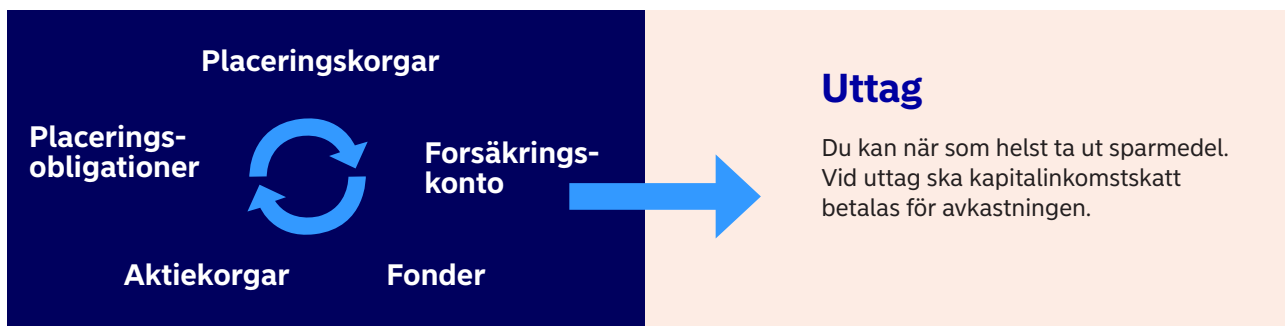 Placeringskorgar
Placerings-
obligationer
Forsäkrings-
konto
Aktiekorgar
Fonder
Uttag
Du kan när som helst ta ut sparmedel.
Vid uttag ska kapitalinkomstskatt
betalas för avkastningen.